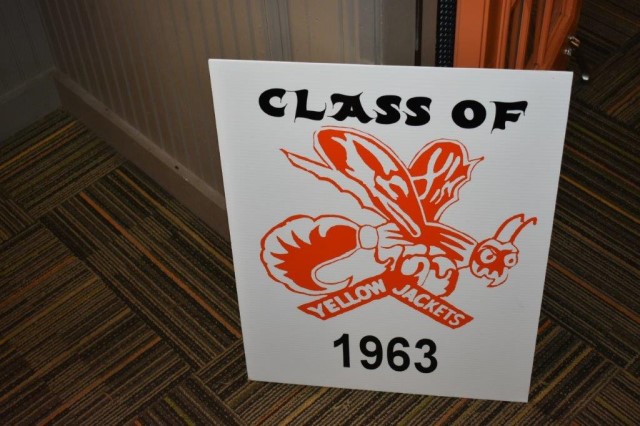 CLASS OF
YELLOW JACKETS
1963